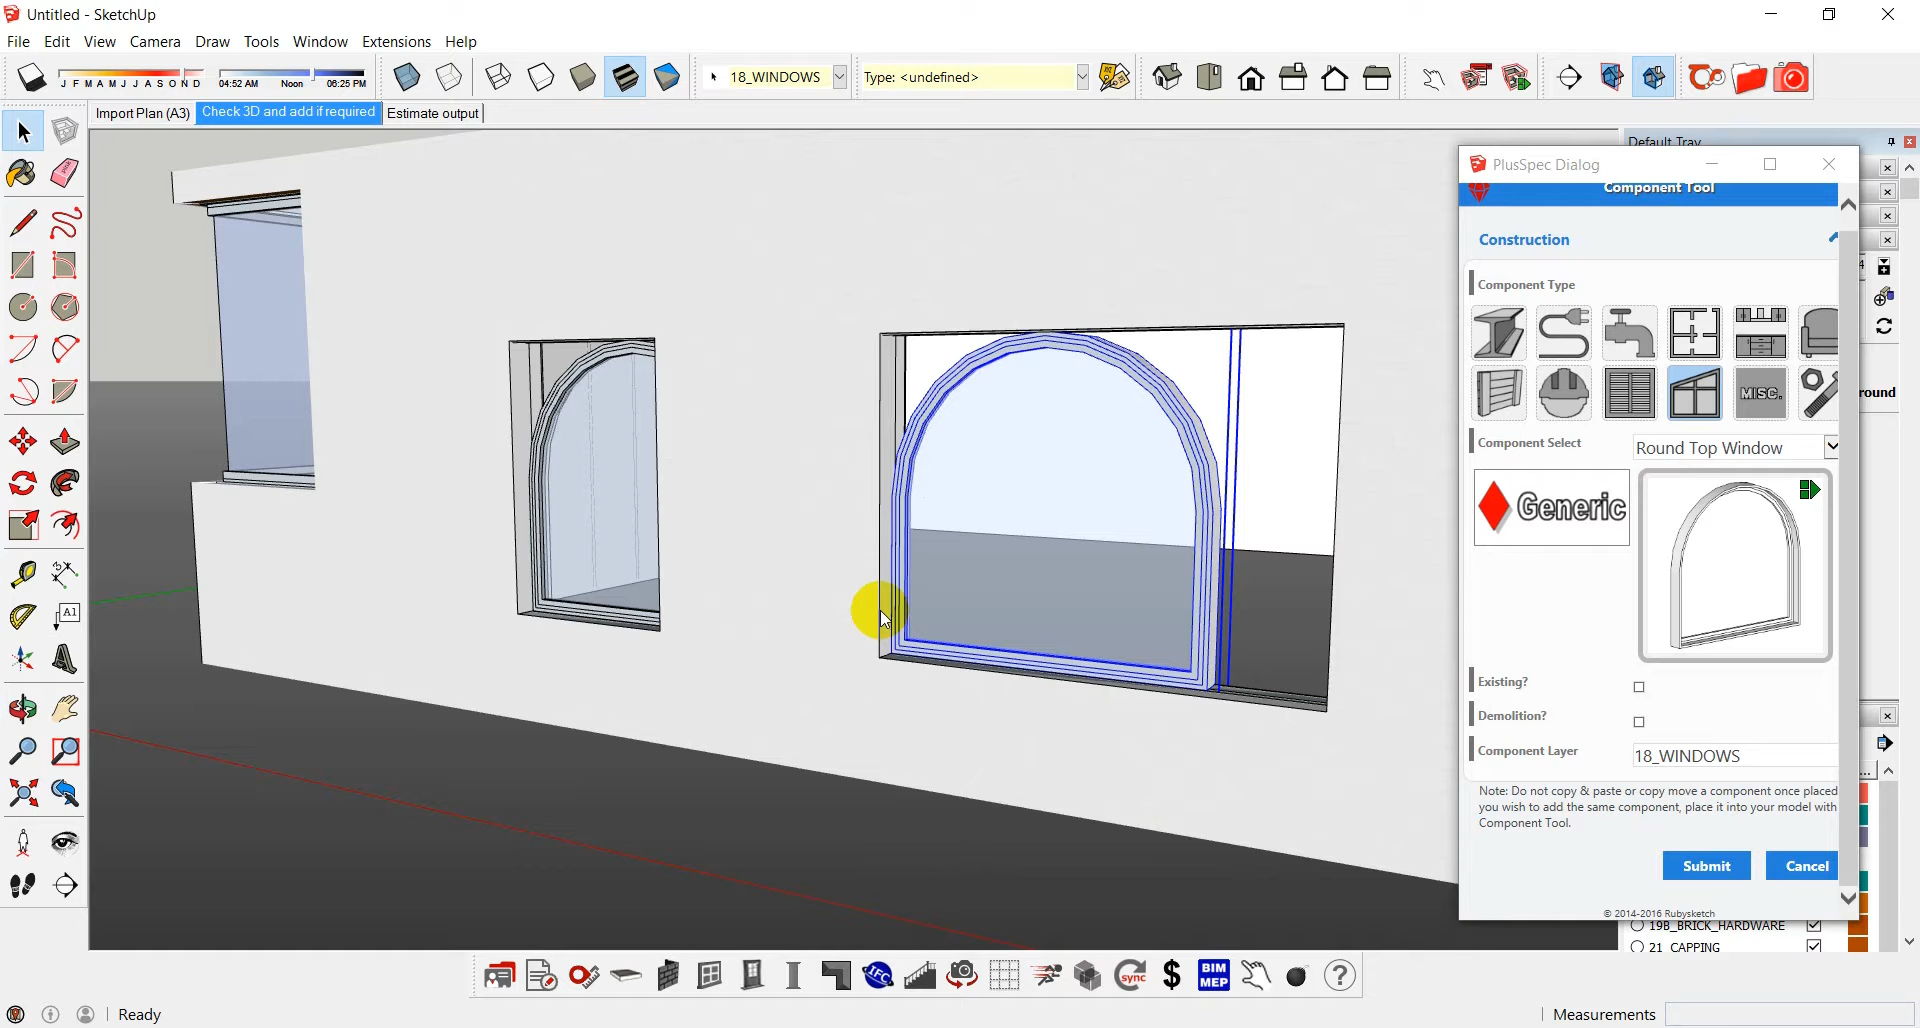 Untitled - SketchUp
File Edit View Camera Draw Tools Window Extensions Help
J F M A M J J A S O N D 04:52 AM Noon 06:25 PM 18_WINDOWS Type: <undefined>
Import Plan (A3) Check 3D and add if required Estimate output
Default Tray
PlusSpec Dialog
Component Tool
Construction
Component Type
MISC.
round
Component Select Round Top Window
Generic
A1
Existing?
Demolition?
Component Layer 18_WINDOWS
Note: Do not copy & paste or copy move a component once placed
you wish to add the same component, place it into your model with
Component Tool.
Submit Cancel
© 2014-2016 Rubysketch
19B_BRICK_HARDWARE
21_CAPPING
IFC sync $ BIM MEP ?
Ready Measurements